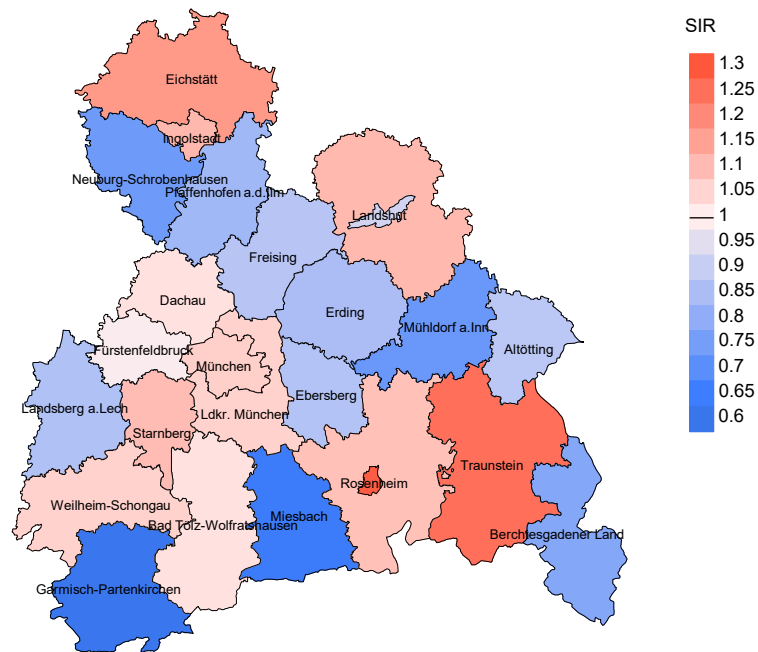 SIR
1.3
1.25
1.2
1.15
1.1
1.05
1
0.95
0.9
0.85
0.8
0.75
0.7
0.65
0.6
Eichstätt
Ingolstadt
Neuburg-Schrobenhausen
Pfaffenhofen a.d.Ilm
Landshut
Freising
Dachau
Erding
Mühldorf a.Inn
Fürstenfeldbruck
Altötting
München
Ebersberg
Landsberg a.Lech
Ldkr. München
Starnberg
Traunstein
Rosenheim
Weilheim-Schongau
Miesbach
Bad Tölz-Wolfratshausen
Berchtesgadener Land
Garmisch-Partenkirchen